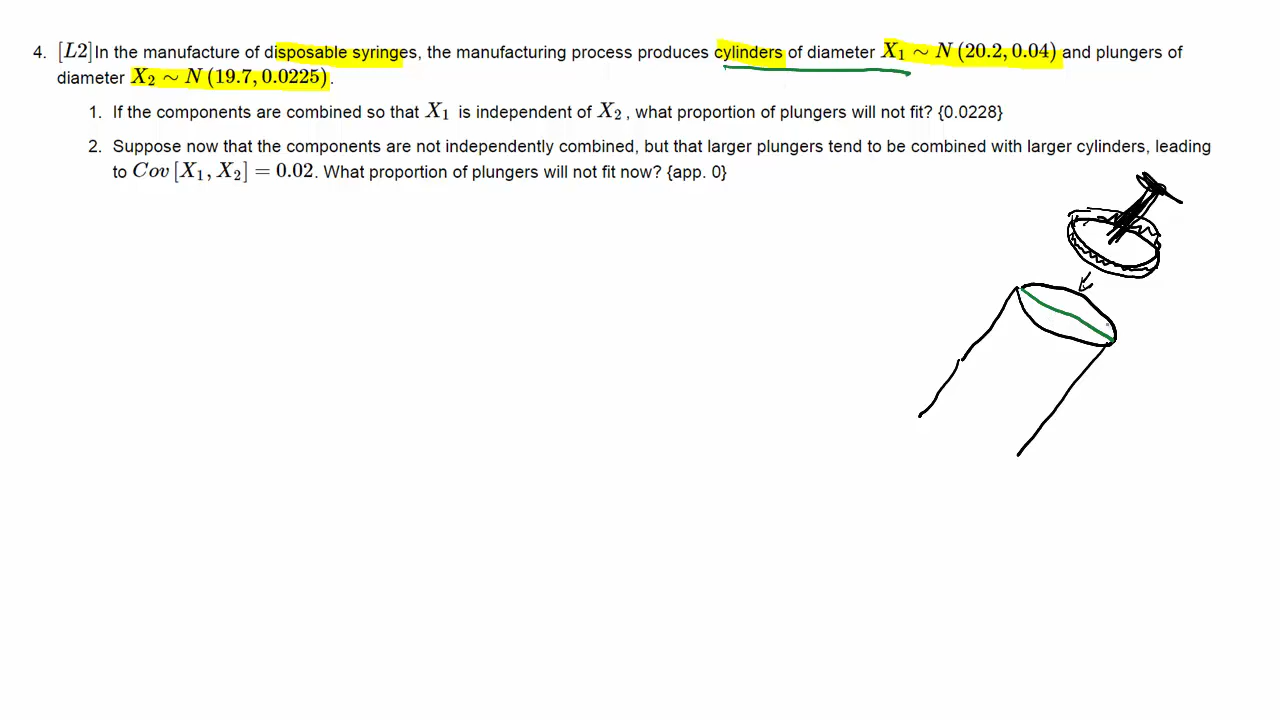 4. [L2]In the manufacture of disposable syringes, the manufacturing process produces cylinders of diameter X₁ ∼ N (20.2, 0.04) and plungers of
diameter X₂ ∼ N (19.7, 0.0225).
1. If the components are combined so that X₁ is independent of X₂, what proportion of plungers will not fit? {0.0228}
2. Suppose now that the components are not independently combined, but that larger plungers tend to be combined with larger cylinders, leading
to Cov [X₁, X₂] = 0.02. What proportion of plungers will not fit now? {app. 0}